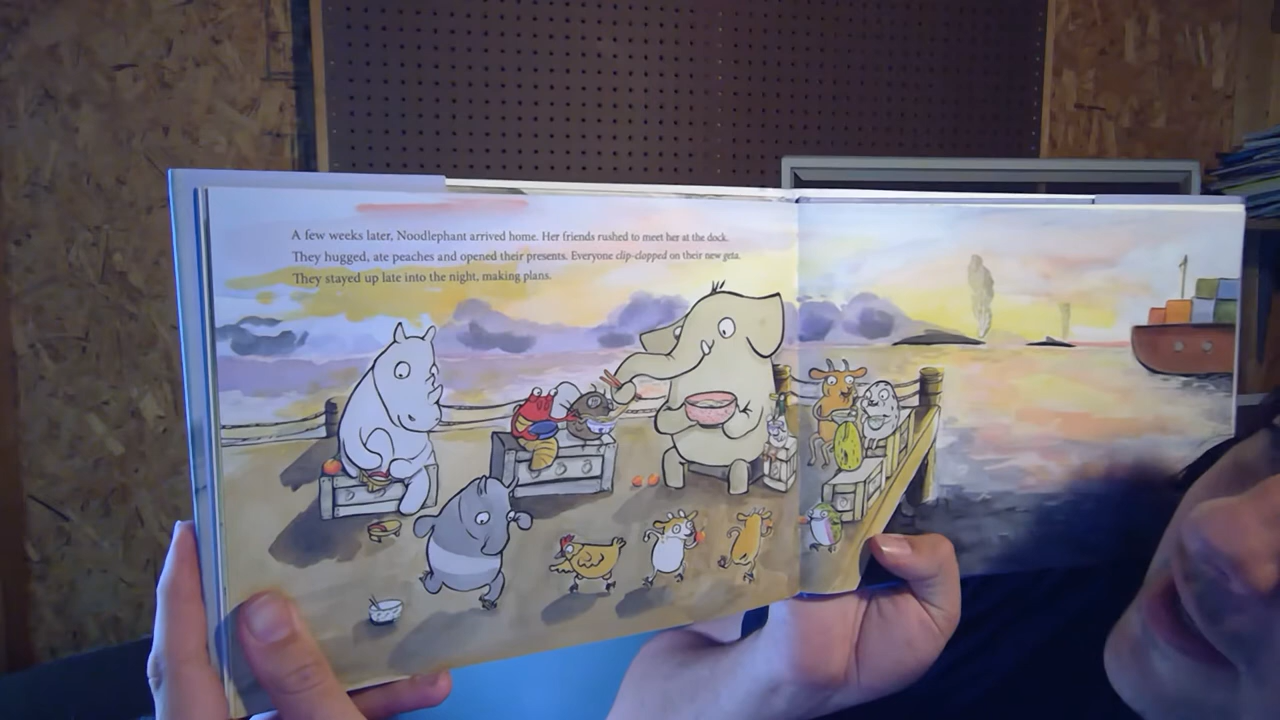 A few weeks later, Noodlephant arrived home. Her friends rushed to meet her at the dock.
They hugged, ate peaches and opened their presents. Everyone clip-clopped on their new geta.
They stayed up late into the night, making plans.